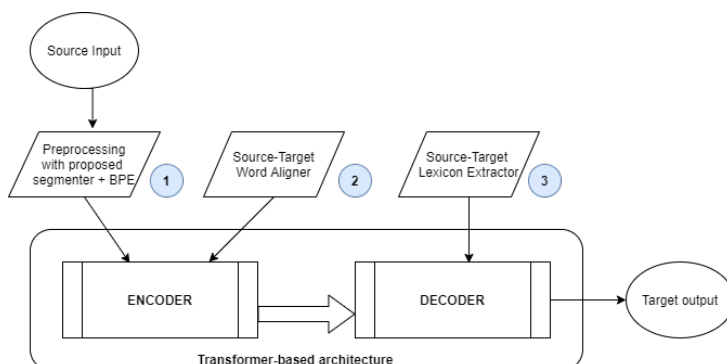 Source Input
Preprocessing
with proposed
segmenter + BPE
1
Source-Target
Word Aligner
2
Source-Target
Lexicon Extractor
3
ENCODER
DECODER
Target output
Transformer-based architecture